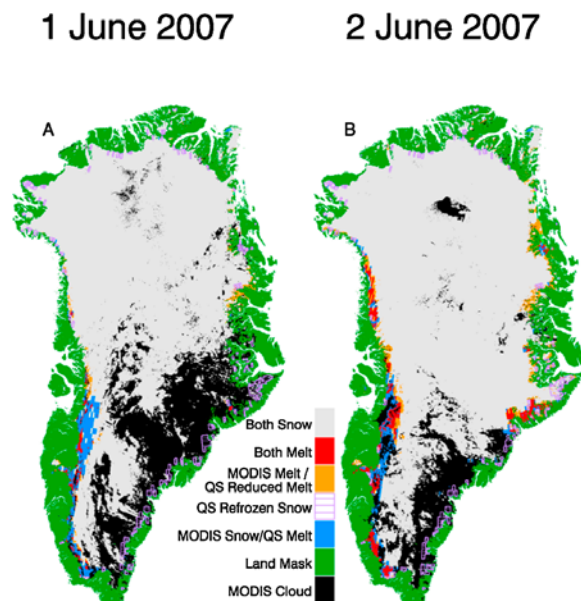 1 June 2007
2 June 2007
A
B
Both Snow
Both Melt
MODIS Melt /
QS Reduced Melt
QS Refrozen Snow
MODIS Snow/QS Melt
Land Mask
MODIS Cloud